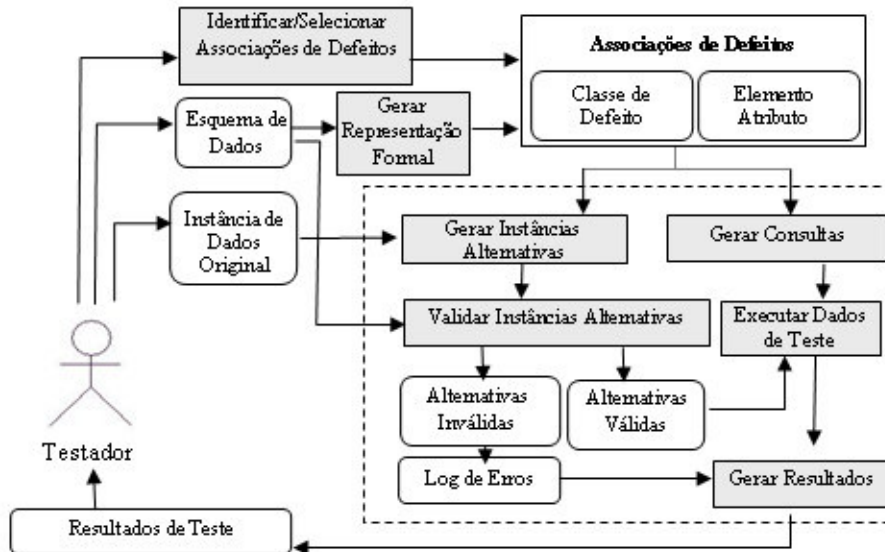 Identificar/Selecionar
Associações de Defeitos
Associações de Defeitos
Classe de
Defeito
Elemento
Atributo
Esquema de
Dados
Gerar
Representação
Formal
Instância de
Dados
Original
Gerar Instâncias
Alternativas
Gerar Consultas
Validar Instâncias Alternativas
Executar Dados
de Teste
Alternativas
Inválidas
Alternativas
Válidas
Testador
Log de Erros
Gerar Resultados
Resultados de Teste